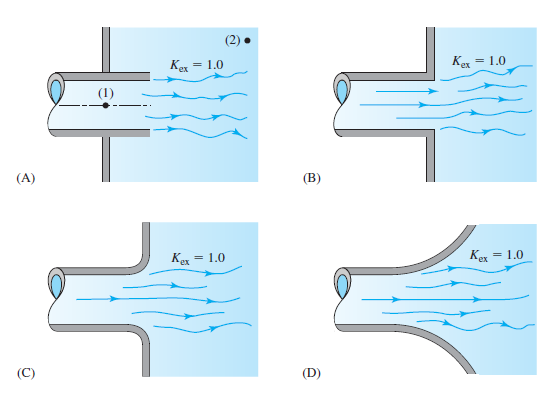 (2)
K_ex = 1.0
(1)
(A)
K_ex = 1.0
(B)
K_ex = 1.0
(C)
K_ex = 1.0
(D)